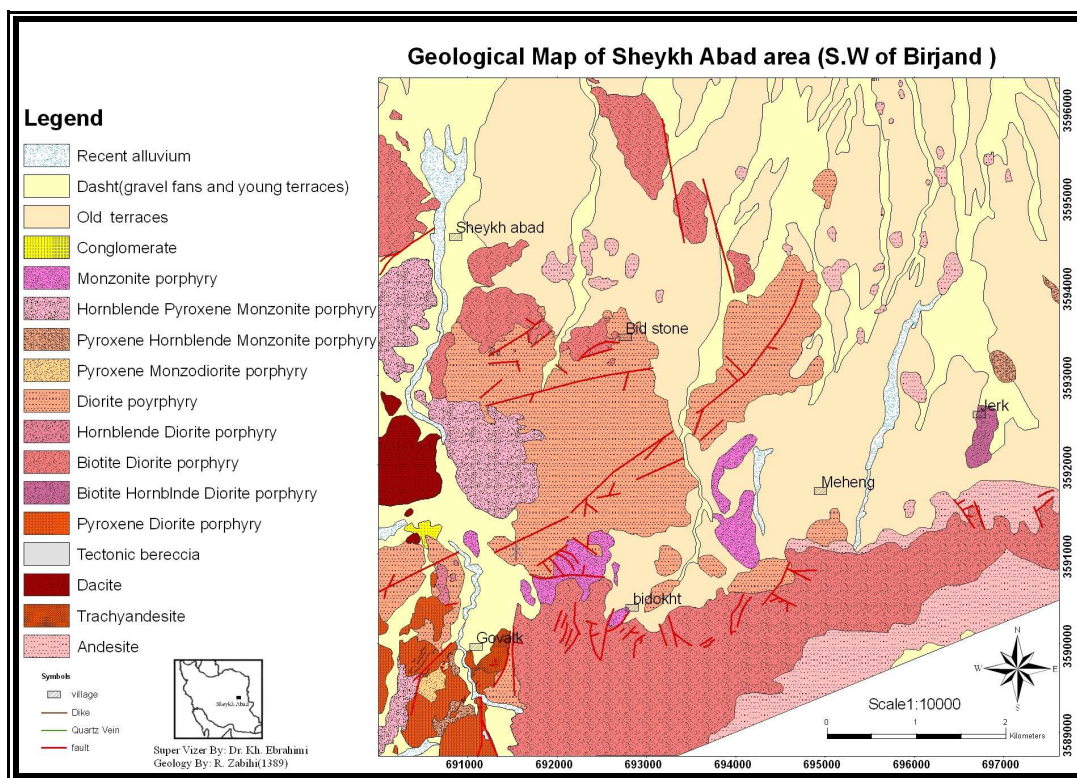 Geological Map of Sheykh Abad area (S.W of Birjand )
Legend
Recent alluvium
Dasht(gravel fans and young terraces)
Old terraces
Conglomerate
Monzonite porphyry
Hornblende Pyroxene Monzonite porphyry
Pyroxene Hornblende Monzonite porphyry
Pyroxene Monzodiorite porphyry
Diorite poyrphyry
Hornblende Diorite porphyry
Biotite Diorite porphyry
Biotite Hornblnde Diorite porphyry
Pyroxene Diorite porphyry
Tectonic bereccia
Dacite
Trachyandesite
Andesite
Symbols
village
Dike
Quartz Vein
fault
Sheykh Abad
Super Vizer By: Dr. Kh. Ebrahimi
Geology By: R. Zabihi(1389)
Sheykh abad
Bid stone
Jerk
Meheng
bidokht
Govatk
N
W
E
S
Scale1:10000
0
1
2
Kilometers
3596000
3595000
3594000
3593000
3592000
3591000
3590000
3589000
691000
692000
693000
694000
695000
696000
697000